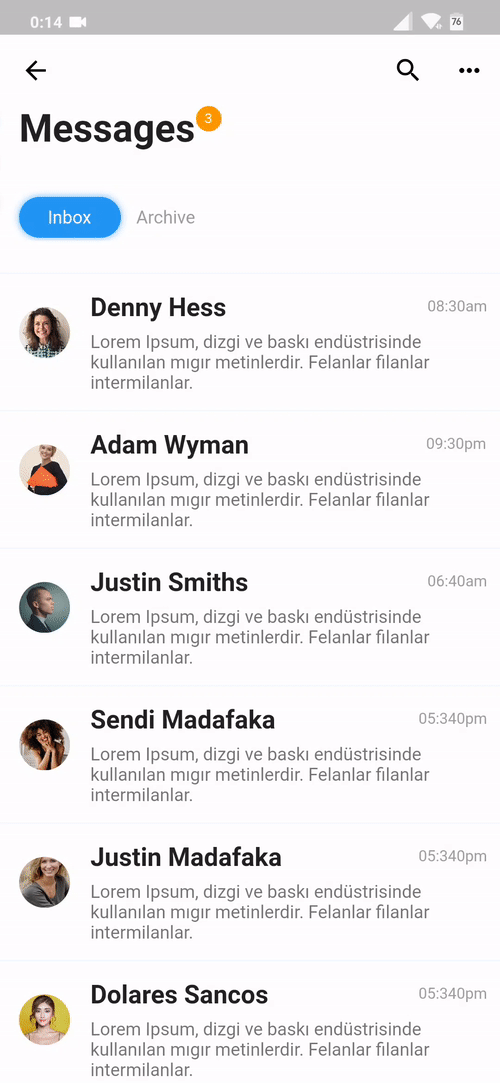 0:14
76
Messages 3
Inbox Archive
Denny Hess 08:30am
Lorem Ipsum, dizgi ve baskı endüstrisinde
kullanılan mıgır metinlerdir. Felanlar filanlar
intermilanlar.
Adam Wyman 09:30pm
Lorem Ipsum, dizgi ve baskı endüstrisinde
kullanılan mıgır metinlerdir. Felanlar filanlar
intermilanlar.
Justin Smiths 06:40am
Lorem Ipsum, dizgi ve baskı endüstrisinde
kullanılan mıgır metinlerdir. Felanlar filanlar
intermilanlar.
Sendi Madafaka 05:340pm
Lorem Ipsum, dizgi ve baskı endüstrisinde
kullanılan mıgır metinlerdir. Felanlar filanlar
intermilanlar.
Justin Madafaka 05:340pm
Lorem Ipsum, dizgi ve baskı endüstrisinde
kullanılan mıgır metinlerdir. Felanlar filanlar
intermilanlar.
Dolares Sancos 05:340pm
Lorem Ipsum, dizgi ve baskı endüstrisinde
kullanılan mıgır metinlerdir. Felanlar filanlar
intermilanlar.